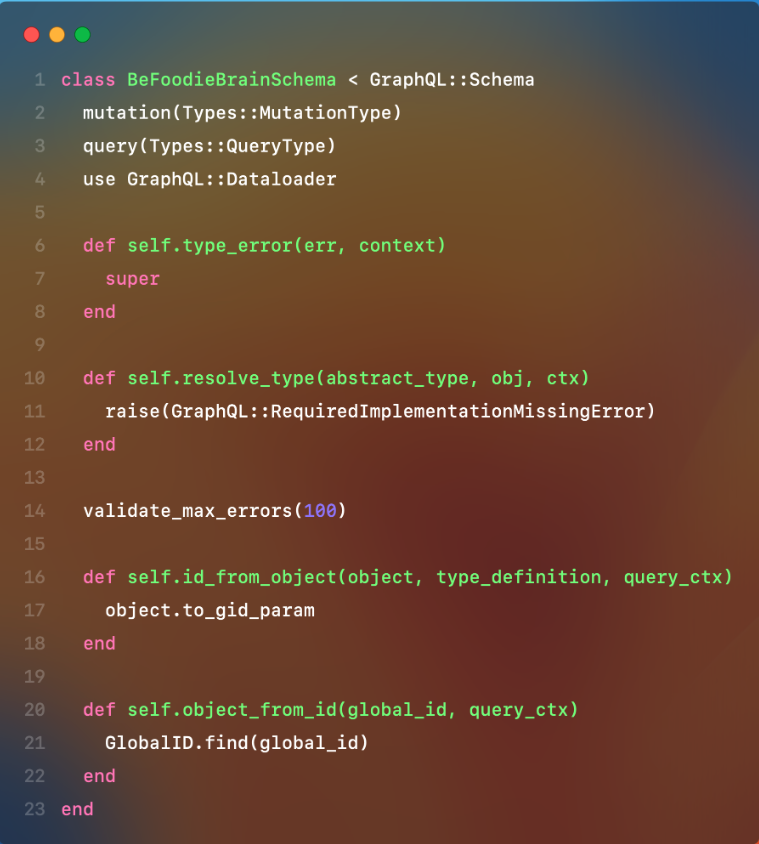 1 class BeFoodieBrainSchema < GraphQL::Schema
2   mutation(Types::MutationType)
3   query(Types::QueryType)
4   use GraphQL::Dataloader
5
6   def self.type_error(err, context)
7     super
8   end
9
10   def self.resolve_type(abstract_type, obj, ctx)
11     raise(GraphQL::RequiredImplementationMissingError)
12   end
13
14   validate_max_errors(100)
15
16   def self.id_from_object(object, type_definition, query_ctx)
17     object.to_gid_param
18   end
19
20   def self.object_from_id(global_id, query_ctx)
21     GlobalID.find(global_id)
22   end
23 end